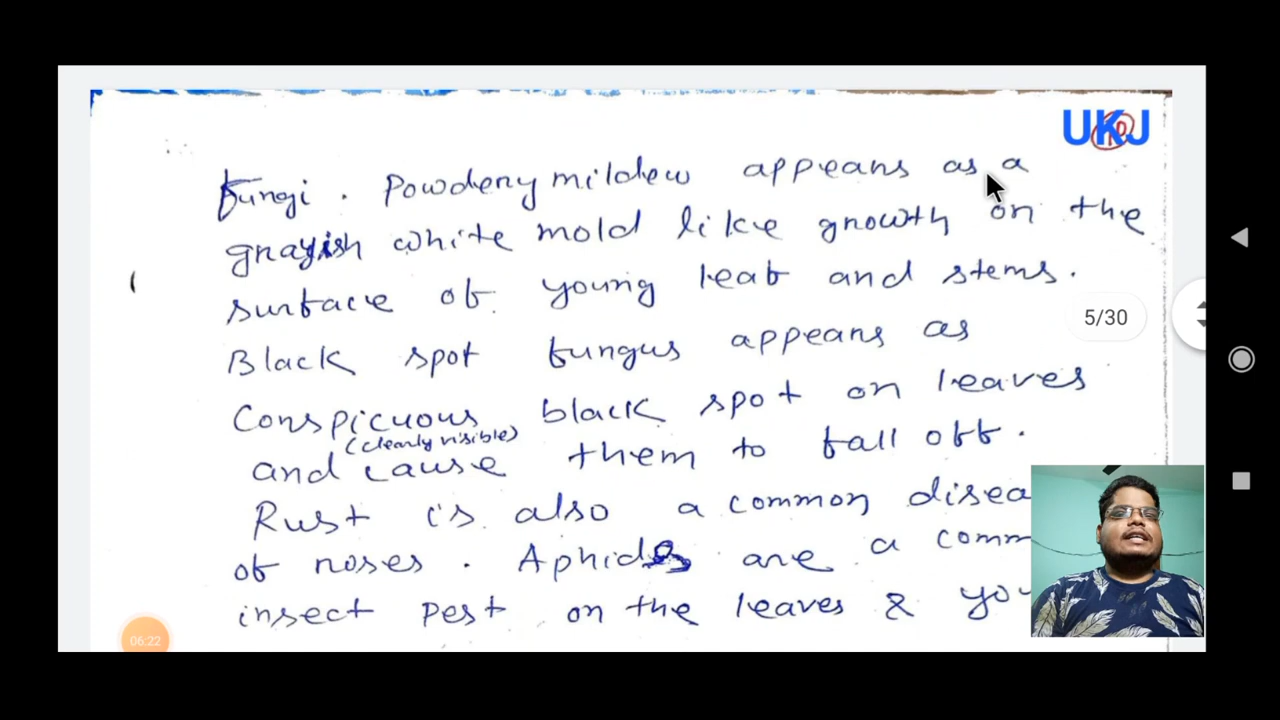 UKJ
fungi. Powdery mildew appears as a
grayish white mold like growth on the
surface of young leaf and stems.
5/30
Black spot fungus appears as
Conspicuous black spot on leaves
(clearly visible)
and cause them to fall off.
Rust is also a common disea
of roses. Aphids are a comm
insect pest on the leaves & you
06:22